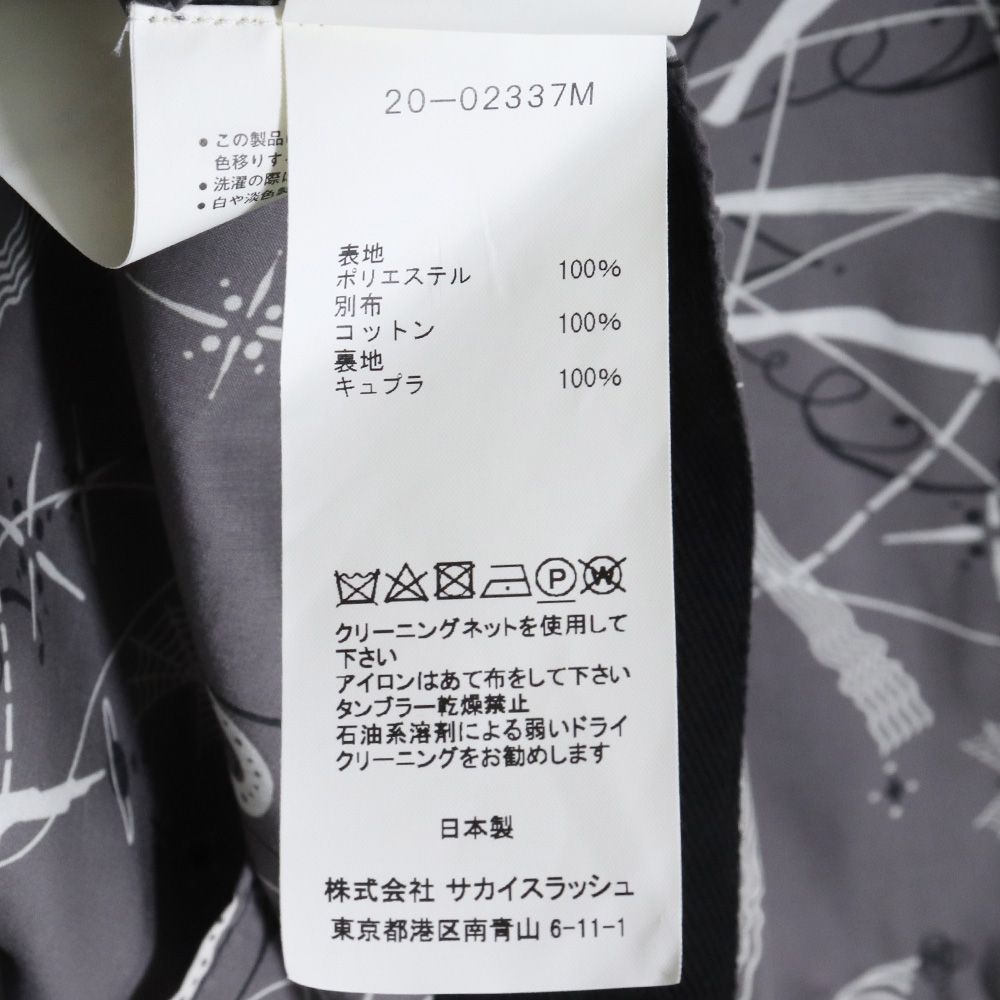 20-02337M
• この製品
色移りす
• 洗濯の際に
• 白や淡色
表地
ポリエステル 100%
別布
コットン 100%
裏地
キュプラ 100%
P W
クリーニングネットを使用して
下さい
アイロンはあて布をして下さい
タンブラー乾燥禁止
石油系溶剤による弱いドライ
クリーニングをお勧めします
日本製
株式会社 サカイスラッシュ
東京都港区南青山 6-11-1